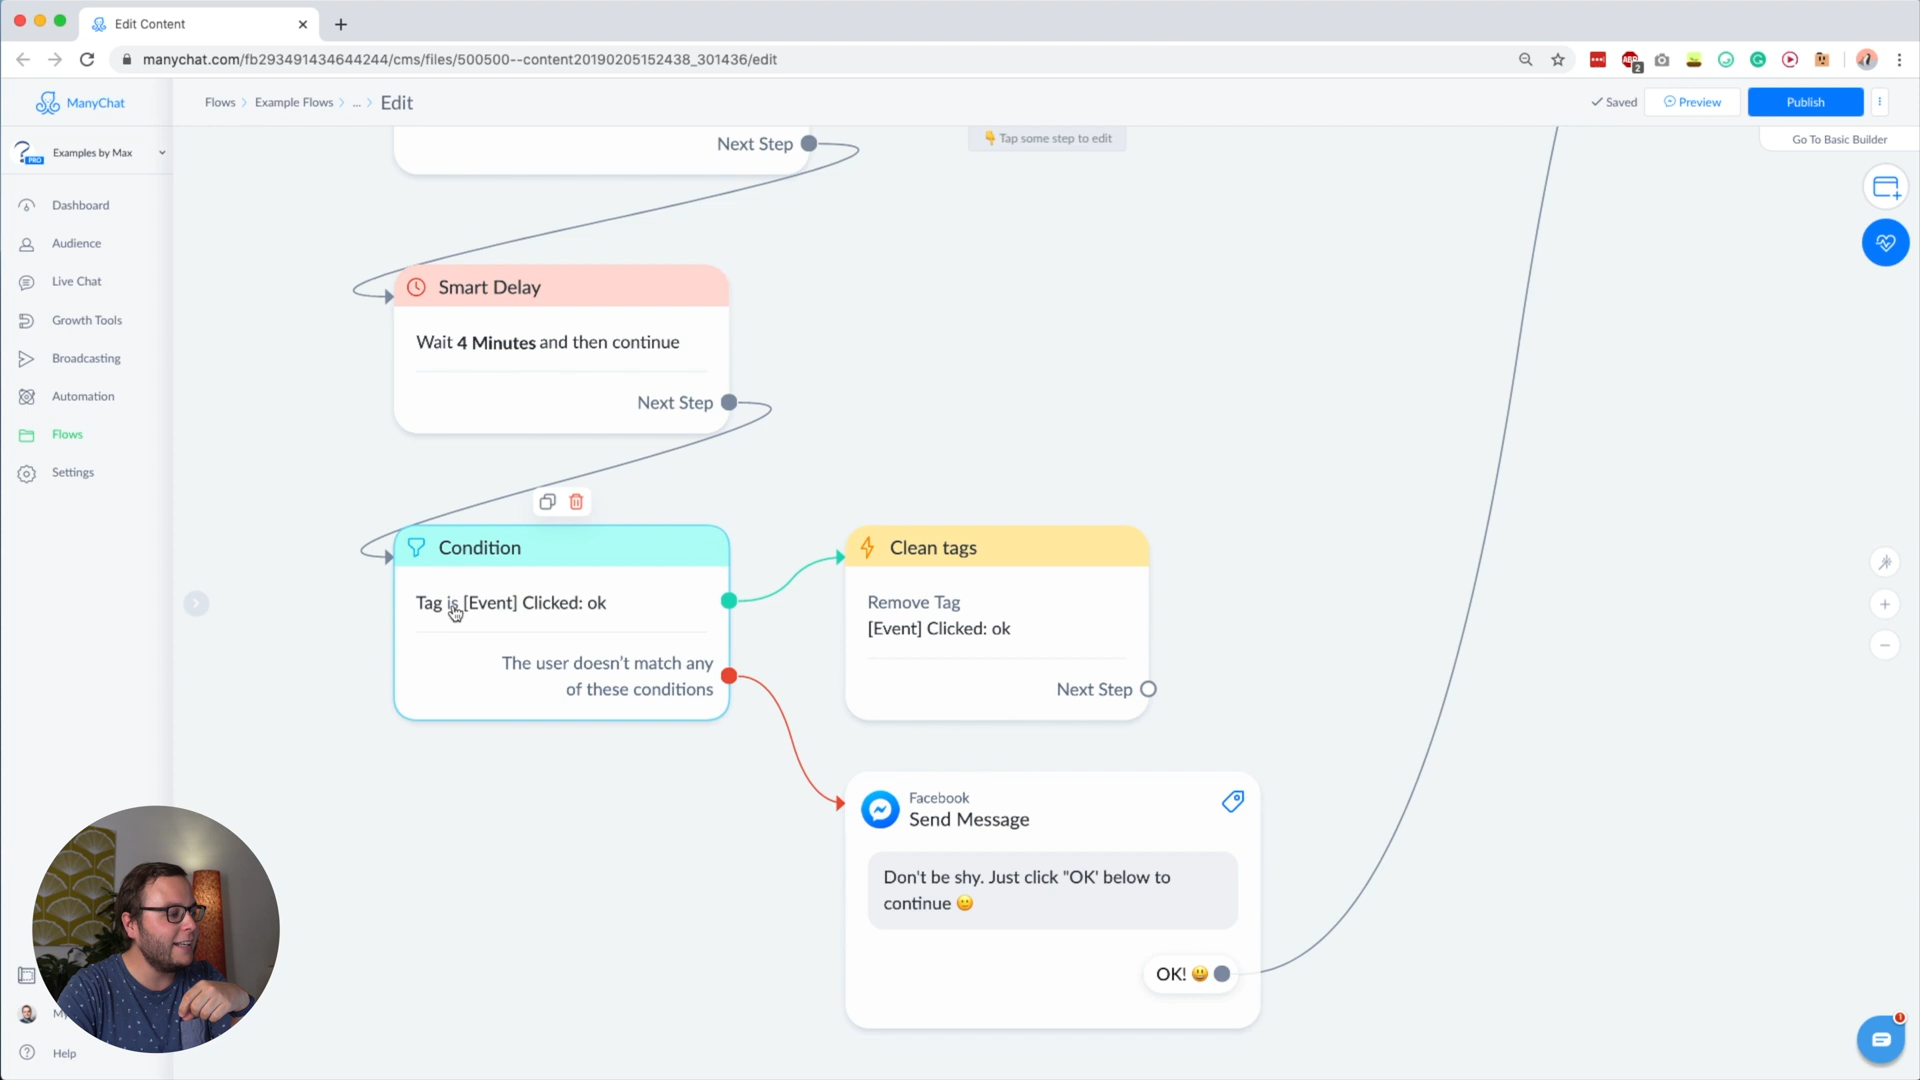 Edit Content
manychat.com/fb293491434644244/cms/files/500500--content20190205152438_301436/edit
ABP
2
ManyChat
Flows
Example Flows
...
Edit
Saved
Preview
Publish
Go To Basic Builder
PRO
Examples by Max
Dashboard
Audience
Live Chat
Growth Tools
Broadcasting
Automation
Flows
Settings
Help
Next Step
👇 Tap some step to edit
Smart Delay
Wait 4 Minutes and then continue
Next Step
Condition
Tag is [Event] Clicked: ok
The user doesn't match any
of these conditions
Clean tags
Remove Tag
[Event] Clicked: ok
Next Step
Facebook
Send Message
Don't be shy. Just click "OK' below to
continue 🙂
OK! 😃
1